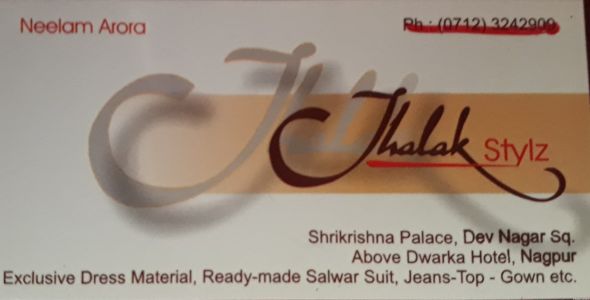 Neelam Arora
Ph : (0712) 3242909
Jhalak Stylz
Shrikrishna Palace, Dev Nagar Sq.
Above Dwarka Hotel, Nagpur
Exclusive Dress Material, Ready-made Salwar Suit, Jeans-Top - Gown etc.